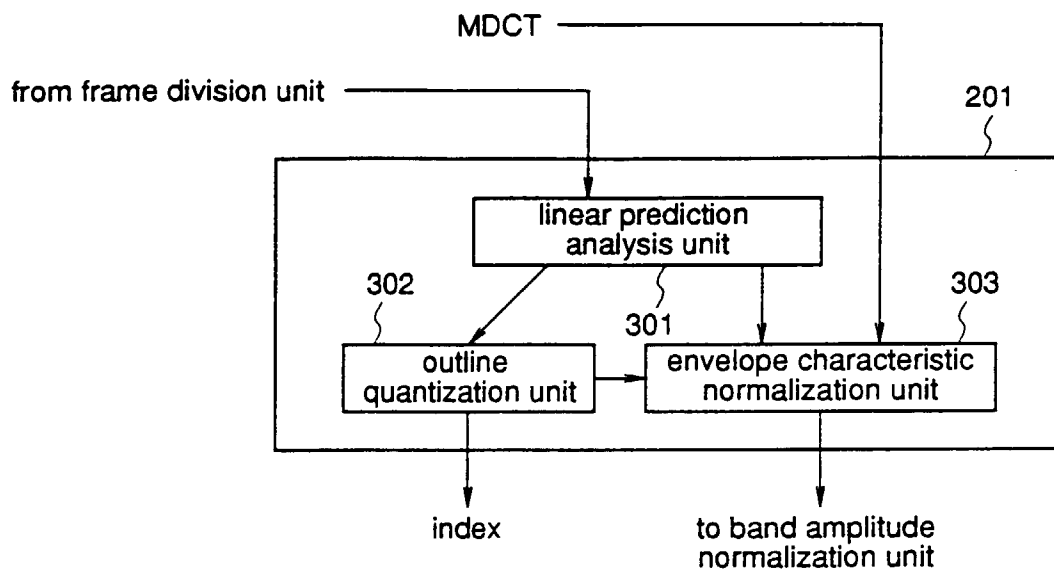 MDCT
from frame division unit
201
linear prediction
analysis unit
302
301
303
outline
quantization unit
envelope characteristic
normalization unit
index
to band amplitude
normalization unit